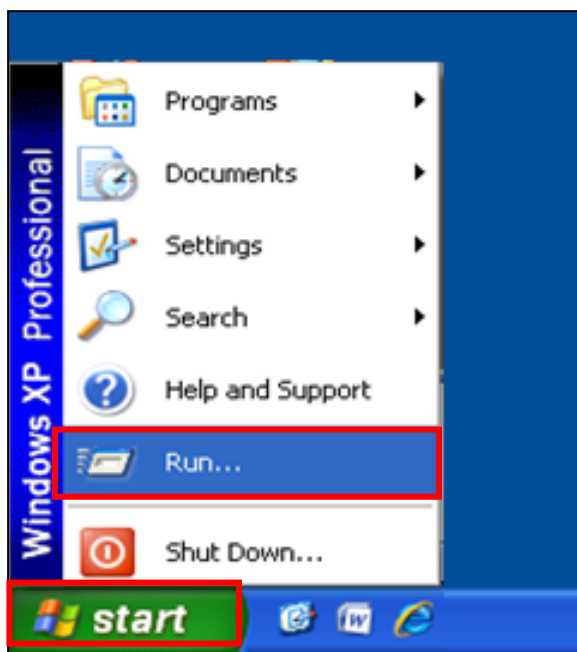 Windows XP Professional
Programs
Documents
Settings
Search
Help and Support
Run...
Shut Down...
start